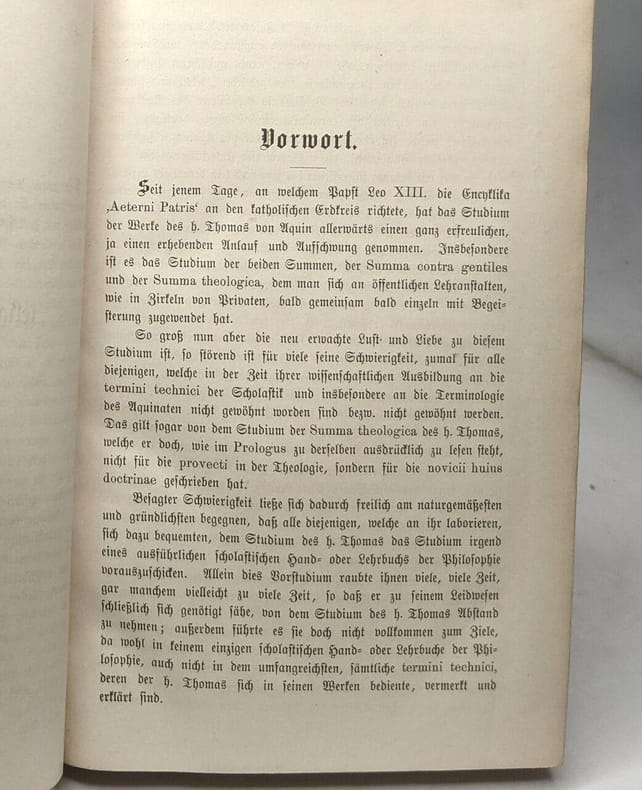 Vorwort.
Seit jenem Tage, an welchem Papst Leo XIII. die Encyklika
‚Aeterni Patris‘ an den katholischen Erdkreis richtete, hat das Studium
der Werke des h. Thomas von Aquin allerwärts einen ganz erfreulichen,
ja einen erhebenden Anlauf und Aufschwung genommen. Insbesondere
ist es das Studium der beiden Summen, der Summa contra gentiles
und der Summa theologica, dem man sich an öffentlichen Lehranstalten,
wie in Zirkeln von Privaten, bald gemeinsam bald einzeln mit Begei-
sterung zugewendet hat.
So groß nun aber die neu erwachte Lust und Liebe zu diesem
Studium ist, so störend ist für viele seine Schwierigkeit, zumal für alle
diejenigen, welche in der Zeit ihrer wissenschaftlichen Ausbildung an die
termini technici der Scholastik und insbesondere an die Terminologie
des Aquinaten nicht gewöhnt worden sind bezw. nicht gewöhnt werden.
Das gilt sogar von dem Studium der Summa theologica des h. Thomas,
welche er doch, wie im Prologus zu derselben ausdrücklich zu lesen steht,
nicht für die provecti in der Theologie, sondern für die novicii huius
doctrinae geschrieben hat.
Besagter Schwierigkeit ließe sich dadurch freilich am naturgemäßesten
und gründlichsten begegnen, daß alle diejenigen, welche an ihr laborieren,
sich dazu bequemten, dem Studium des h. Thomas das Studium irgend
eines ausführlichen scholastischen Hand- oder Lehrbuchs der Philosophie
vorauszuschicken. Allein dies Vorstudium raubte ihnen viele, viele Zeit,
gar manchem vielleicht zu viele Zeit, so daß er zu seinem Leidwesen
schließlich sich genötigt sähe, von dem Studium des h. Thomas Abstand
zu nehmen; außerdem führte es sie doch nicht vollkommen zum Ziele,
da wohl in keinem einzigen scholastischen Hand- oder Lehrbuche der Phi-
losophie, auch nicht in dem umfangreichsten, sämtliche termini technici,
deren der h. Thomas sich in seinen Werken bediente, vermerkt und
erklärt sind.